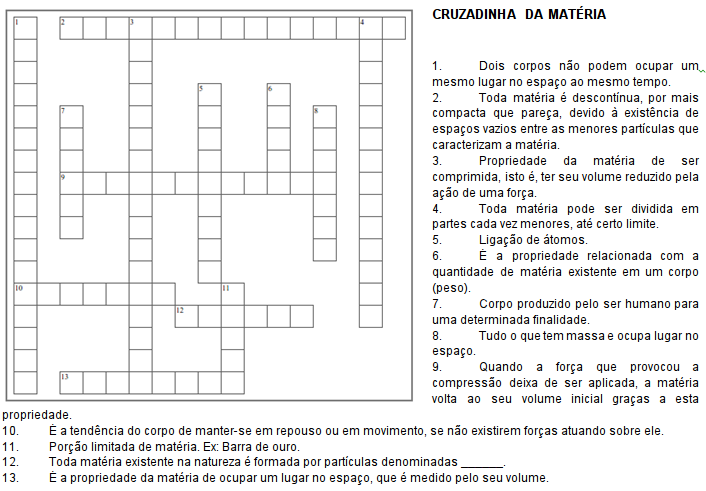 CRUZADINHA DA MATÉRIA
1. Dois corpos não podem ocupar um
mesmo lugar no espaço ao mesmo tempo.
2. Toda matéria é descontínua, por mais
compacta que pareça, devido à existência de
espaços vazios entre as menores partículas que
caracterizam a matéria.
3. Propriedade da matéria de ser
comprimida, isto é, ter seu volume reduzido pela
ação de uma força.
4. Toda matéria pode ser dividida em
partes cada vez menores, até certo limite.
5. Ligação de átomos.
6. É a propriedade relacionada com a
quantidade de matéria existente em um corpo
(peso).
7. Corpo produzido pelo ser humano para
uma determinada finalidade.
8. Tudo o que tem massa e ocupa lugar no
espaço.
9. Quando a força que provocou a
compressão deixa de ser aplicada, a matéria
volta ao seu volume inicial graças a esta
propriedade.
10. É a tendência do corpo de manter-se em repouso ou em movimento, se não existirem forças atuando sobre ele.
11. Porção limitada de matéria. Ex: Barra de ouro.
12. Toda matéria existente na natureza é formada por partículas denominadas ______.
13. É a propriedade da matéria de ocupar um lugar no espaço, que é medido pelo seu volume.
1 2 3 4
5 6
7 8
9
10 11
12
13